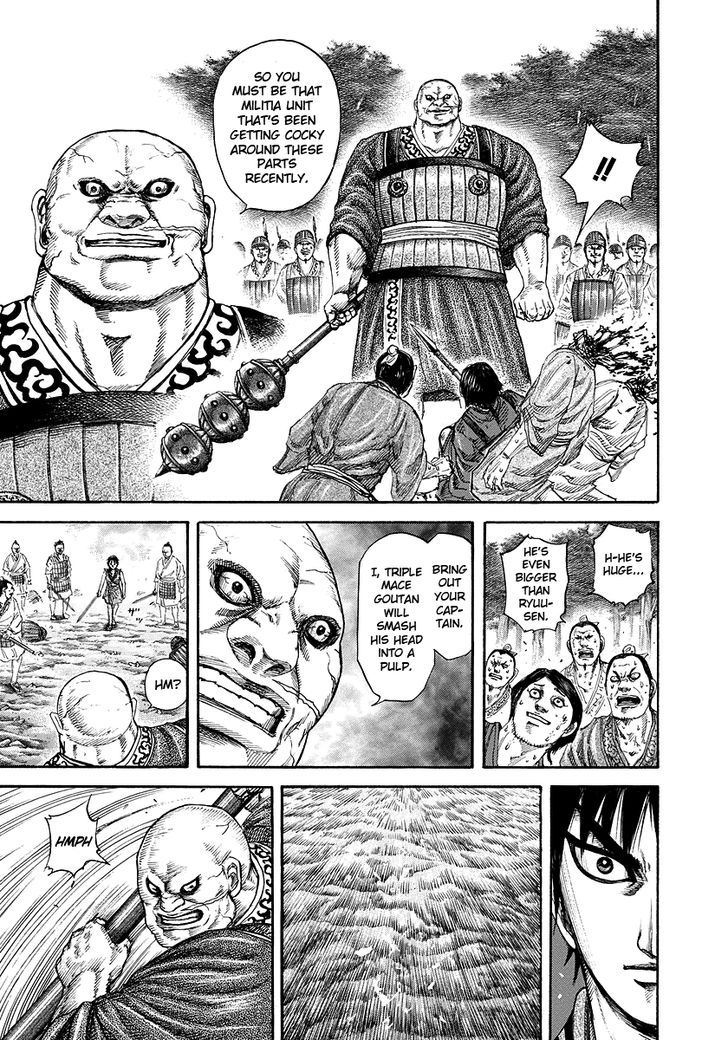 !!
SO YOU
MUST BE THAT
MILITIA UNIT
THAT'S BEEN
GETTING COCKY
AROUND THESE
PARTS
RECENTLY.
H-HE'S
HUGE...
HE'S
EVEN
BIGGER
THAN
RYUU-
SEN.
BRING
OUT
YOUR
CAP-
TAIN.
I, TRIPLE
MACE
GOUTAN
WILL
SMASH
HIS HEAD
INTO A
PULP.
HM?
HMPH